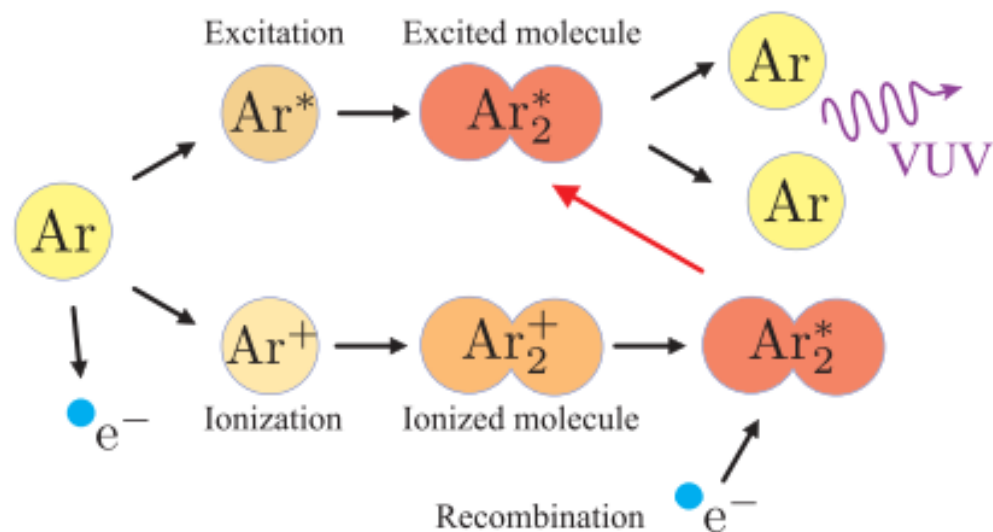 Excitation Excited molecule
Ar
Ar* Ar₂*
VUV
Ar
Ar
Ar⁺ Ar₂⁺ Ar₂*
e⁻
Ionization Ionized molecule
Recombination e⁻